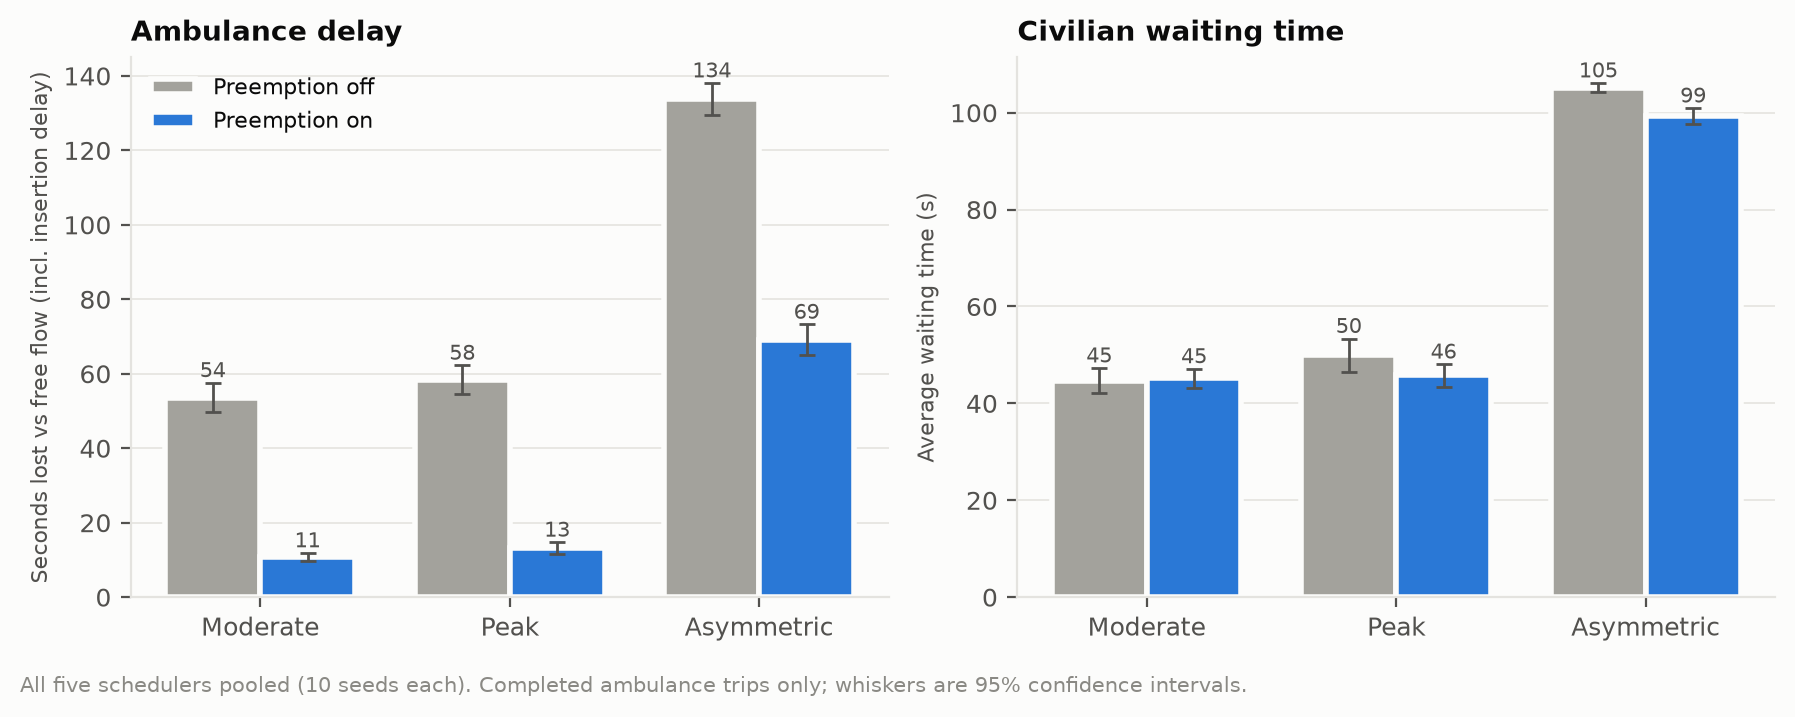 Ambulance delay
Seconds lost vs free flow (incl. insertion delay)
140
120
100
80
60
40
20
0
Preemption off
Preemption on
54
11
58
13
134
69
Moderate
Peak
Asymmetric
Civilian waiting time
Average waiting time (s)
100
80
60
40
20
0
45
45
50
46
105
99
Moderate
Peak
Asymmetric
All five schedulers pooled (10 seeds each). Completed ambulance trips only; whiskers are 95% confidence intervals.